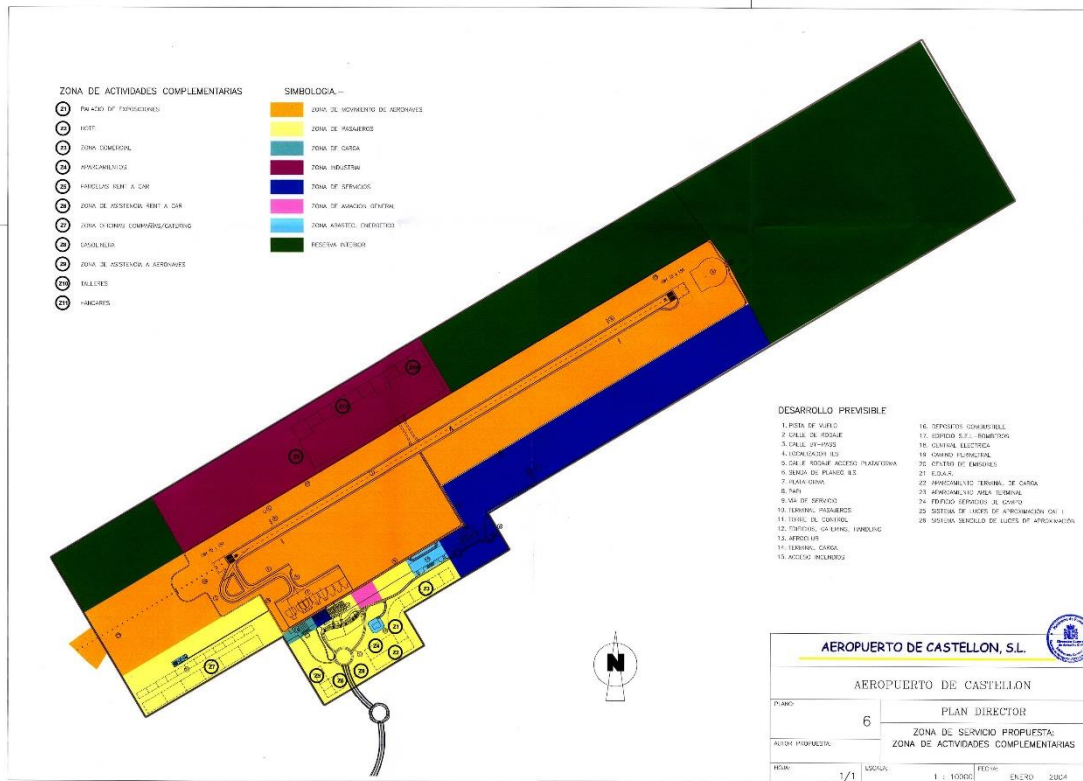 ZONA DE ACTIVIDADES COMPLEMENTARIAS
Z1 PALACIO DE EXPOSICIONES
Z2 HOTEL
Z3 ZONA COMERCIAL
Z4 APARCAMIENTOS
Z5 PARCELAS RENT A CAR
Z6 ZONA DE ASISTENCIA RENT A CAR
Z7 ZONA OFICINAS COMPAÑIAS/CATERING
Z8 GASOLINERA
Z9 ZONA DE ASISTENCIA A AERONAVES
Z10 TALLERES
Z11 HANGARES
SIMBOLOGIA.-
ZONA DE MOVIMIENTO DE AERONAVES
ZONA DE PASAJEROS
ZONA DE CARGA
ZONA INDUSTRIAL
ZONA DE SERVICIOS
ZONA DE AVIACION GENERAL
ZONA ABASTEC. ENERGETICO
RESERVA INTERIOR
DESARROLLO PREVISIBLE
1. PISTA DE VUELO
2. CALLE DE RODAJE
3. CALLE BY-PASS
4. LOCALIZADOR ILS
5. CALLE RODAJE ACCESO PLATAFORMA
6. SENDA DE PLANEO ILS
7. PLATAFORMA
8. PAPI
9. VIA DE SERVICIO
10. TERMINAL PASAJEROS
11. TORRE DE CONTROL
12. EDIFICIOS, CATERING, HANDLING
13. AEROCLUB
14. TERMINAL CARGA
15. ACCESO INCENDIOS
16. DEPOSITOS COMBUSTIBLE
17. EDIFICIO S.E.I.-BOMBEROS
18. CENTRAL ELECTRICA
19. CAMINO PERIMETRAL
20. CENTRO DE EMISORES
21. E.D.A.R.
22. APARCAMIENTO TERMINAL DE CARGA
23. APARCAMIENTO AREA TERMINAL
24. EDIFICIO SERVICIOS DE CAMPO
25. SISTEMA DE LUCES DE APROXIMACIÓN CAT I
26. SISTEMA SENCILLO DE LUCES DE APROXIMACIÓN
N
AEROPUERTO DE CASTELLON, S.L.
AEROPUERTO DE CASTELLON
PLANO: 6
PLAN DIRECTOR
AUTOR PROPUESTA:
ZONA DE SERVICIO PROPUESTA:
ZONA DE ACTIVIDADES COMPLEMENTARIAS
HOJA: 1/1
ESCALA: 1 : 10000
FECHA: ENERO 2004